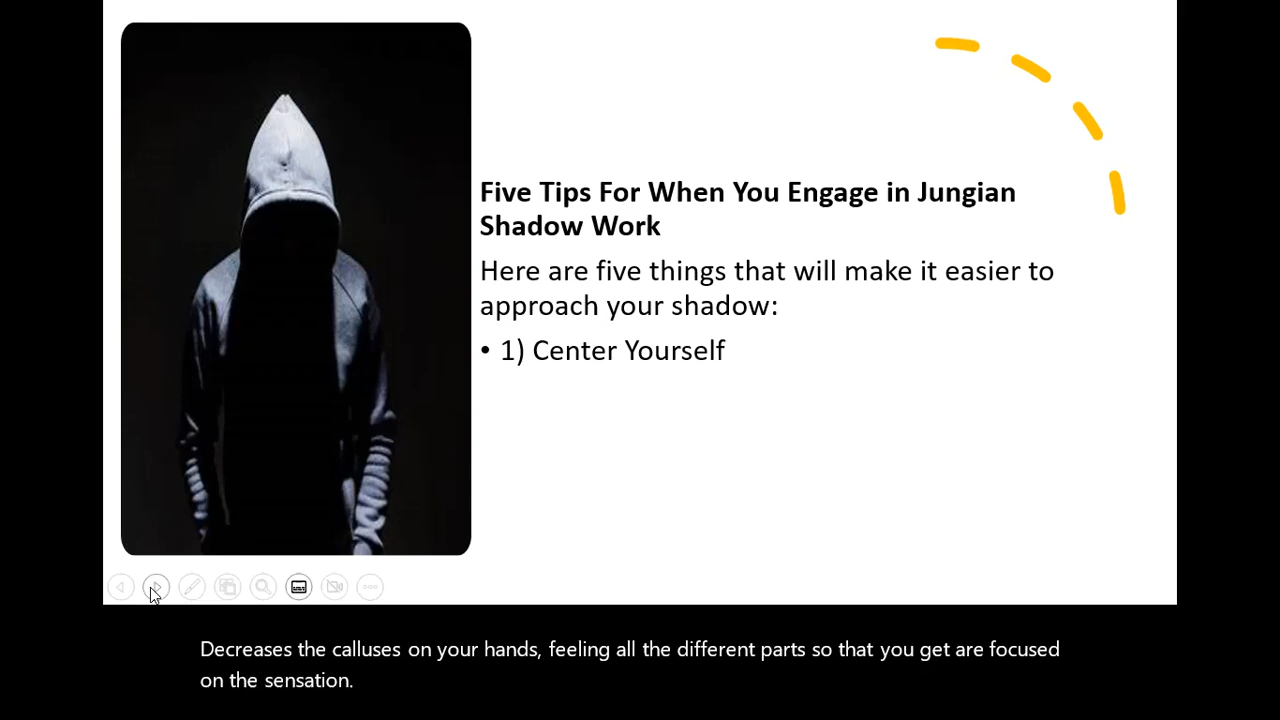 Five Tips For When You Engage in Jungian
Shadow Work
Here are five things that will make it easier to
approach your shadow:
• 1) Center Yourself
Decreases the calluses on your hands, feeling all the different parts so that you get are focused
on the sensation.